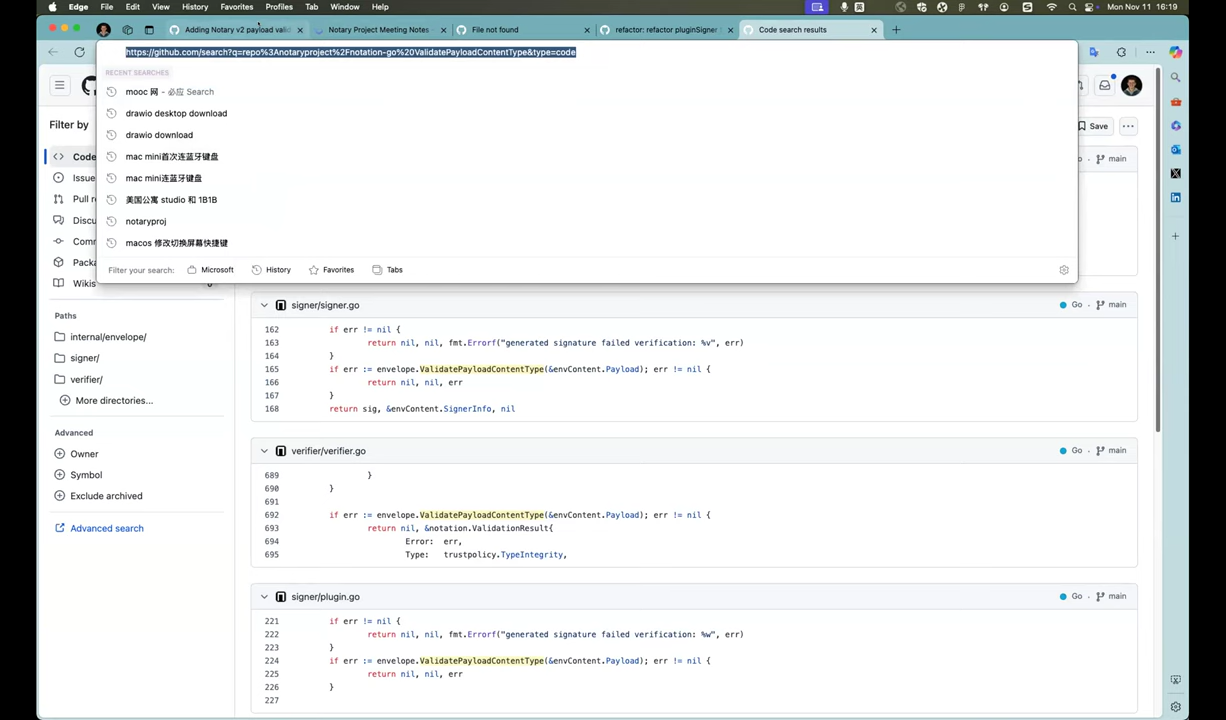 Edge File Edit View History Favorites Profiles Tab Window Help Mon Nov 11 16:19
Adding Notary v2 payload valid
Notary Project Meeting Notes
File not found
refactor: refactor pluginSigner
Code search results
https://github.com/search?q=repo%3Anotaryproject%2Fnotation-go%20ValidatePayloadContentType&type=code
RECENT SEARCHES
mooc 网 - 必应 Search
drawio desktop download
drawio download
mac mini首次连蓝牙键盘
mac mini连蓝牙键盘
美国公寓 studio 和 1B1B
notaryproj
macos 修改切换屏幕快捷键
Filter your search: Microsoft History Favorites Tabs
Filter by
Save
Code
Issue
Pull r
Discu
Comm
Packa
Wikis
main
Paths
internal/envelope/
signer/
verifier/
More directories...
Advanced
Owner
Symbol
Exclude archived
Advanced search
signer/signer.go Go · main
162 if err != nil {
163 return nil, nil, fmt.Errorf("generated signature failed verification: %v", err)
164 }
165 if err := envelope.ValidatePayloadContentType(&envContent.Payload); err != nil {
166 return nil, nil, err
167 }
168 return sig, &envContent.SignerInfo, nil
verifier/verifier.go Go · main
689 }
690 }
691
692 if err := envelope.ValidatePayloadContentType(&envContent.Payload); err != nil {
693 return nil, &notation.ValidationResult{
694 Error: err,
695 Type: trustpolicy.TypeIntegrity,
signer/plugin.go Go · main
221 if err != nil {
222 return nil, nil, fmt.Errorf("generated signature failed verification: %w", err)
223 }
224 if err := envelope.ValidatePayloadContentType(&envContent.Payload); err != nil {
225 return nil, nil, err
226 }
227